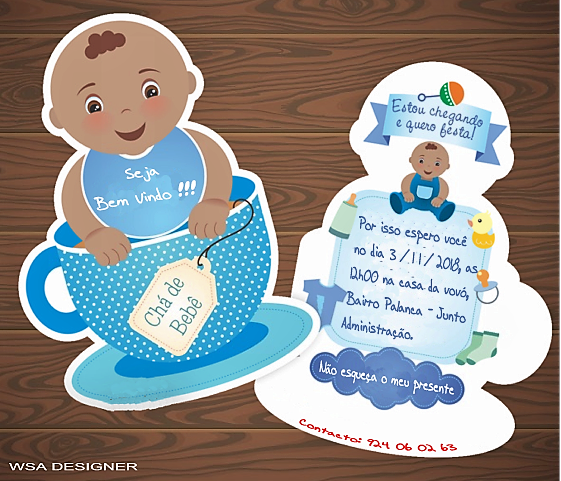 Seja
Bem Vindo !!!
Chá de
Bebê
Estou chegando
e quero festa!
Por isso espero você
no dia 3 /11/ 2018, as
12h00 na casa da vovó,
Bairro Palanca - Junto
Administração.
Não esqueça o meu presente
Contacto: 924 06 02 63
WSA DESIGNER